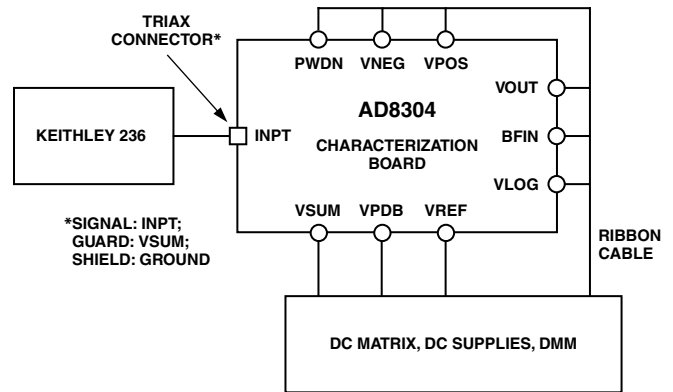 TRIAX
CONNECTOR*
PWDN VNEG VPOS
VOUT
AD8304
KEITHLEY 236
INPT
CHARACTERIZATION
BOARD
BFIN
VLOG
VSUM VPDB VREF
*SIGNAL: INPT;
GUARD: VSUM;
SHIELD: GROUND
RIBBON
CABLE
DC MATRIX, DC SUPPLIES, DMM